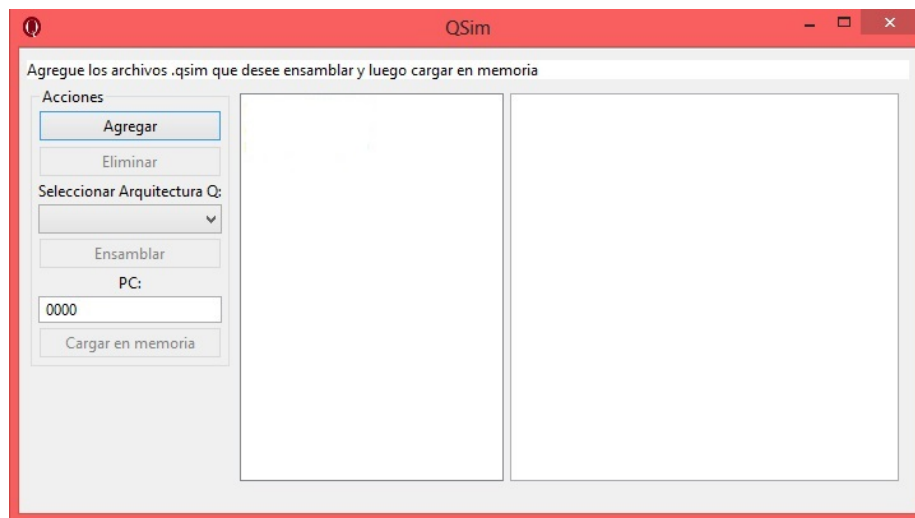 QSim
Agregue los archivos .qsim que desee ensamblar y luego cargar en memoria
Acciones
Agregar
Eliminar
Seleccionar Arquitectura Q:
Ensamblar
PC:
0000
Cargar en memoria